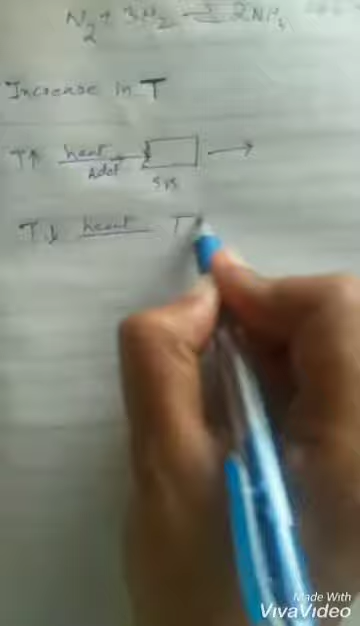 N₂ + 3H₂ ⇌ 2NH₃
Increase in T
T↑ heat Add →
sys
T↓ heat
Made With
VivaVideo